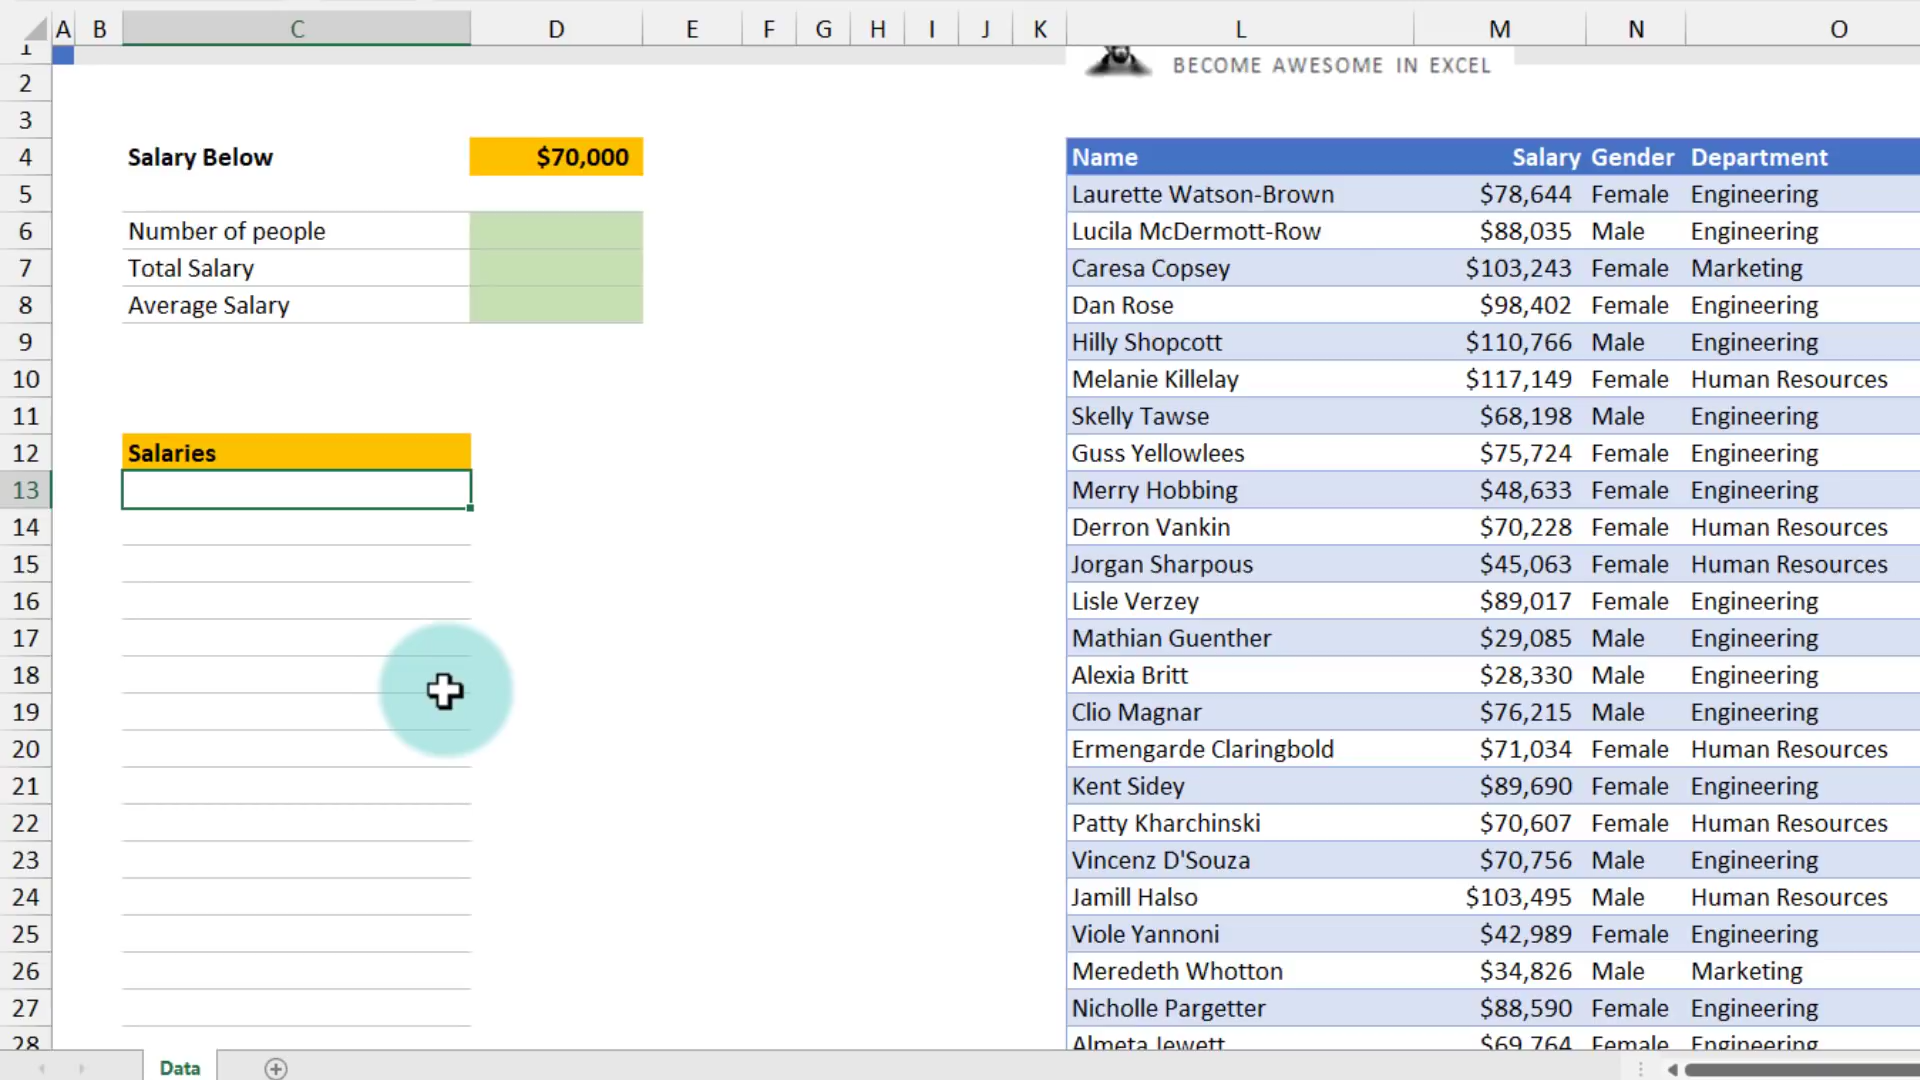 A B C D E F G H I J K L M N O
1
BECOME AWESOME IN EXCEL
2
3
4 Salary Below $70,000 Name Salary Gender Department
5 Laurette Watson-Brown $78,644 Female Engineering
6 Number of people Lucila McDermott-Row $88,035 Male Engineering
7 Total Salary Caresa Copsey $103,243 Female Marketing
8 Average Salary Dan Rose $98,402 Female Engineering
9 Hilly Shopcott $110,766 Male Engineering
10 Melanie Killelay $117,149 Female Human Resources
11 Skelly Tawse $68,198 Male Engineering
12 Salaries Guss Yellowlees $75,724 Female Engineering
13 Merry Hobbing $48,633 Female Engineering
14 Derron Vankin $70,228 Female Human Resources
15 Jorgan Sharpous $45,063 Female Human Resources
16 Lisle Verzey $89,017 Female Engineering
17 Mathian Guenther $29,085 Male Engineering
18 Alexia Britt $28,330 Male Engineering
19 Clio Magnar $76,215 Male Engineering
20 Ermengarde Claringbold $71,034 Female Human Resources
21 Kent Sidey $89,690 Female Engineering
22 Patty Kharchinski $70,607 Female Human Resources
23 Vincenz D'Souza $70,756 Male Engineering
24 Jamill Halso $103,495 Male Human Resources
25 Viole Yannoni $42,989 Female Engineering
26 Meredeth Whotton $34,826 Male Marketing
27 Nicholle Pargetter $88,590 Female Engineering
28 Almeta Jewett $69,764 Female Engineering
Data